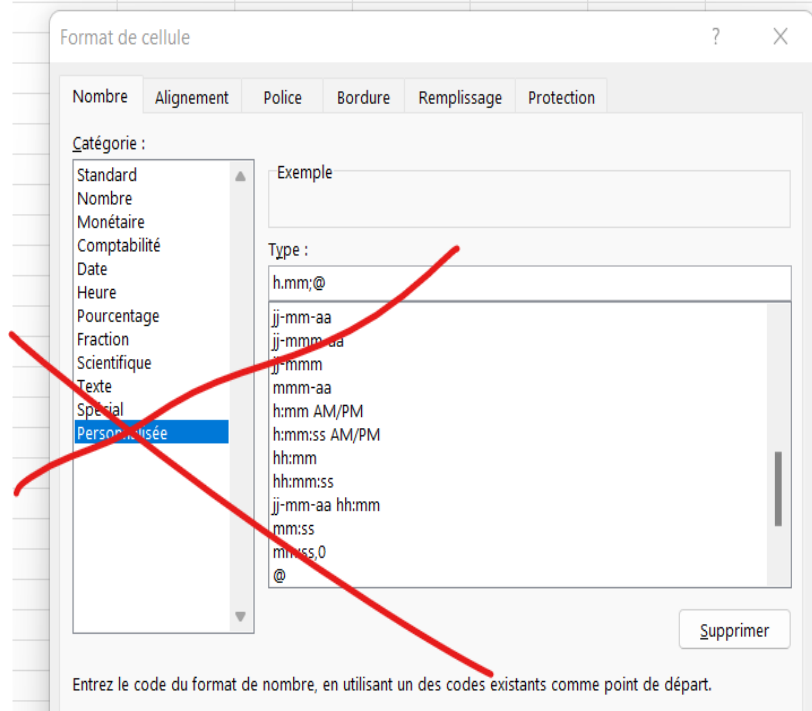 Format de cellule
?
Nombre Alignement Police Bordure Remplissage Protection
Catégorie :
Standard
Nombre
Monétaire
Comptabilité
Date
Heure
Pourcentage
Fraction
Scientifique
Texte
Spécial
Personnalisée
Exemple
Type :
h.mm;@
jj-mm-aa
jj-mmm-aa
jj-mmm
mmm-aa
h:mm AM/PM
h:mm:ss AM/PM
hh:mm
hh:mm:ss
jj-mm-aa hh:mm
mm:ss
mm:ss,0
@
Supprimer
Entrez le code du format de nombre, en utilisant un des codes existants comme point de départ.